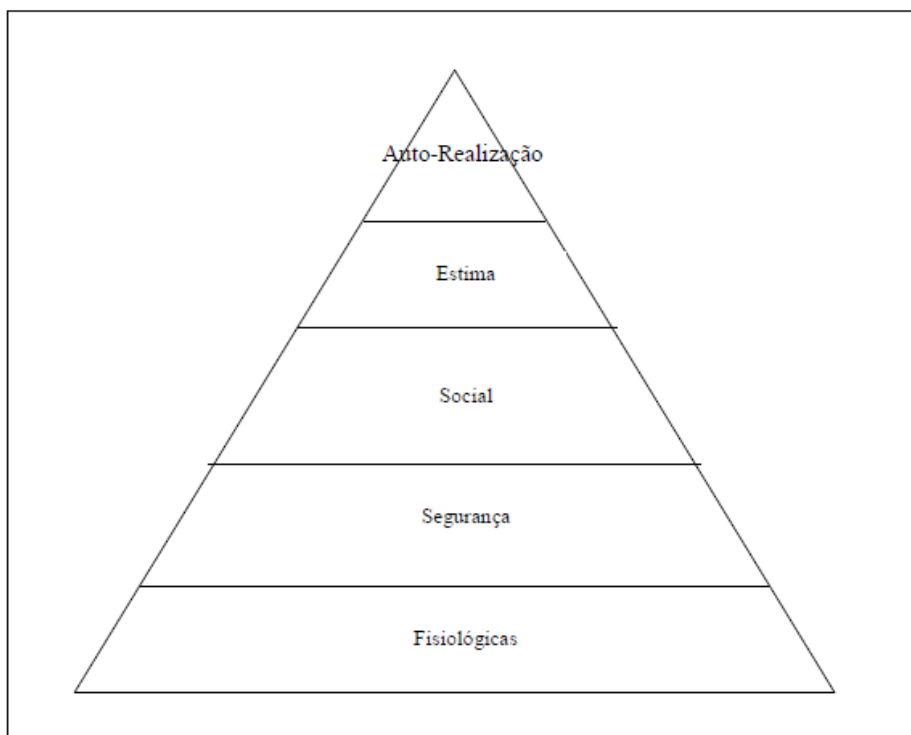 Auto-Realização
Estima
Social
Segurança
Fisiológicas